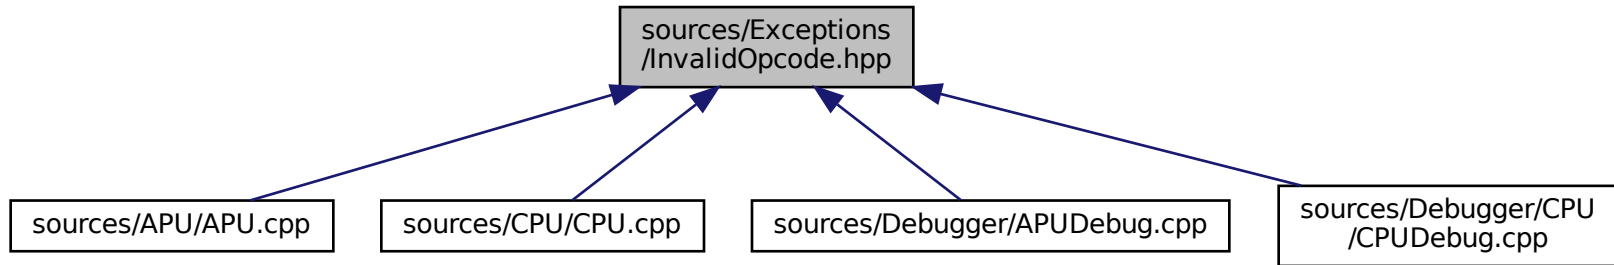 sources/Exceptions
/InvalidOpcode.hpp
sources/APU/APU.cpp
sources/CPU/CPU.cpp
sources/Debugger/APUDebug.cpp
sources/Debugger/CPU
/CPUDebug.cpp